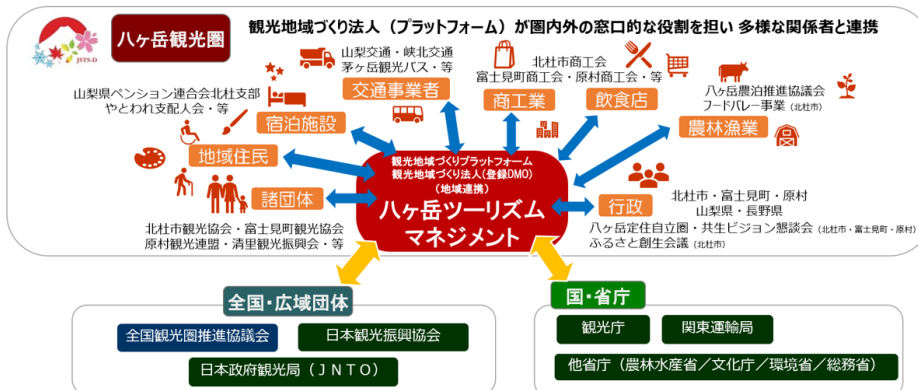 JSTS-D
八ヶ岳観光圏
観光地域づくり法人（プラットフォーム）が圏内外の窓口的な役割を担い 多様な関係者と連携
山梨県ペンション連合会北杜支部
やとわれ支配人会・等
宿泊施設
山梨交通・峡北交通
茅ヶ岳観光バス・等
交通事業者
北杜市商工会
富士見町商工会・原村商工会・等
商工業
飲食店
八ヶ岳農泊推進協議会
フードバレー事業（北杜市）
農林漁業
地域住民
諸団体
北杜市観光協会・富士見町観光協会
原村観光連盟・清里観光振興会・等
観光地域づくりプラットフォーム
観光地域づくり法人(登録DMO)
(地域連携)
八ヶ岳ツーリズム
マネジメント
行政
北杜市・富士見町・原村
山梨県・長野県
八ヶ岳定住自立圏・共生ビジョン懇談会（北杜市・富士見町・原村）
ふるさと創生会議（北杜市）
全国・広域団体
全国観光圏推進協議会
日本観光振興協会
日本政府観光局（ＪＮＴＯ）
国・省庁
観光庁
関東運輸局
他省庁（農林水産省／文化庁／環境省／総務省）